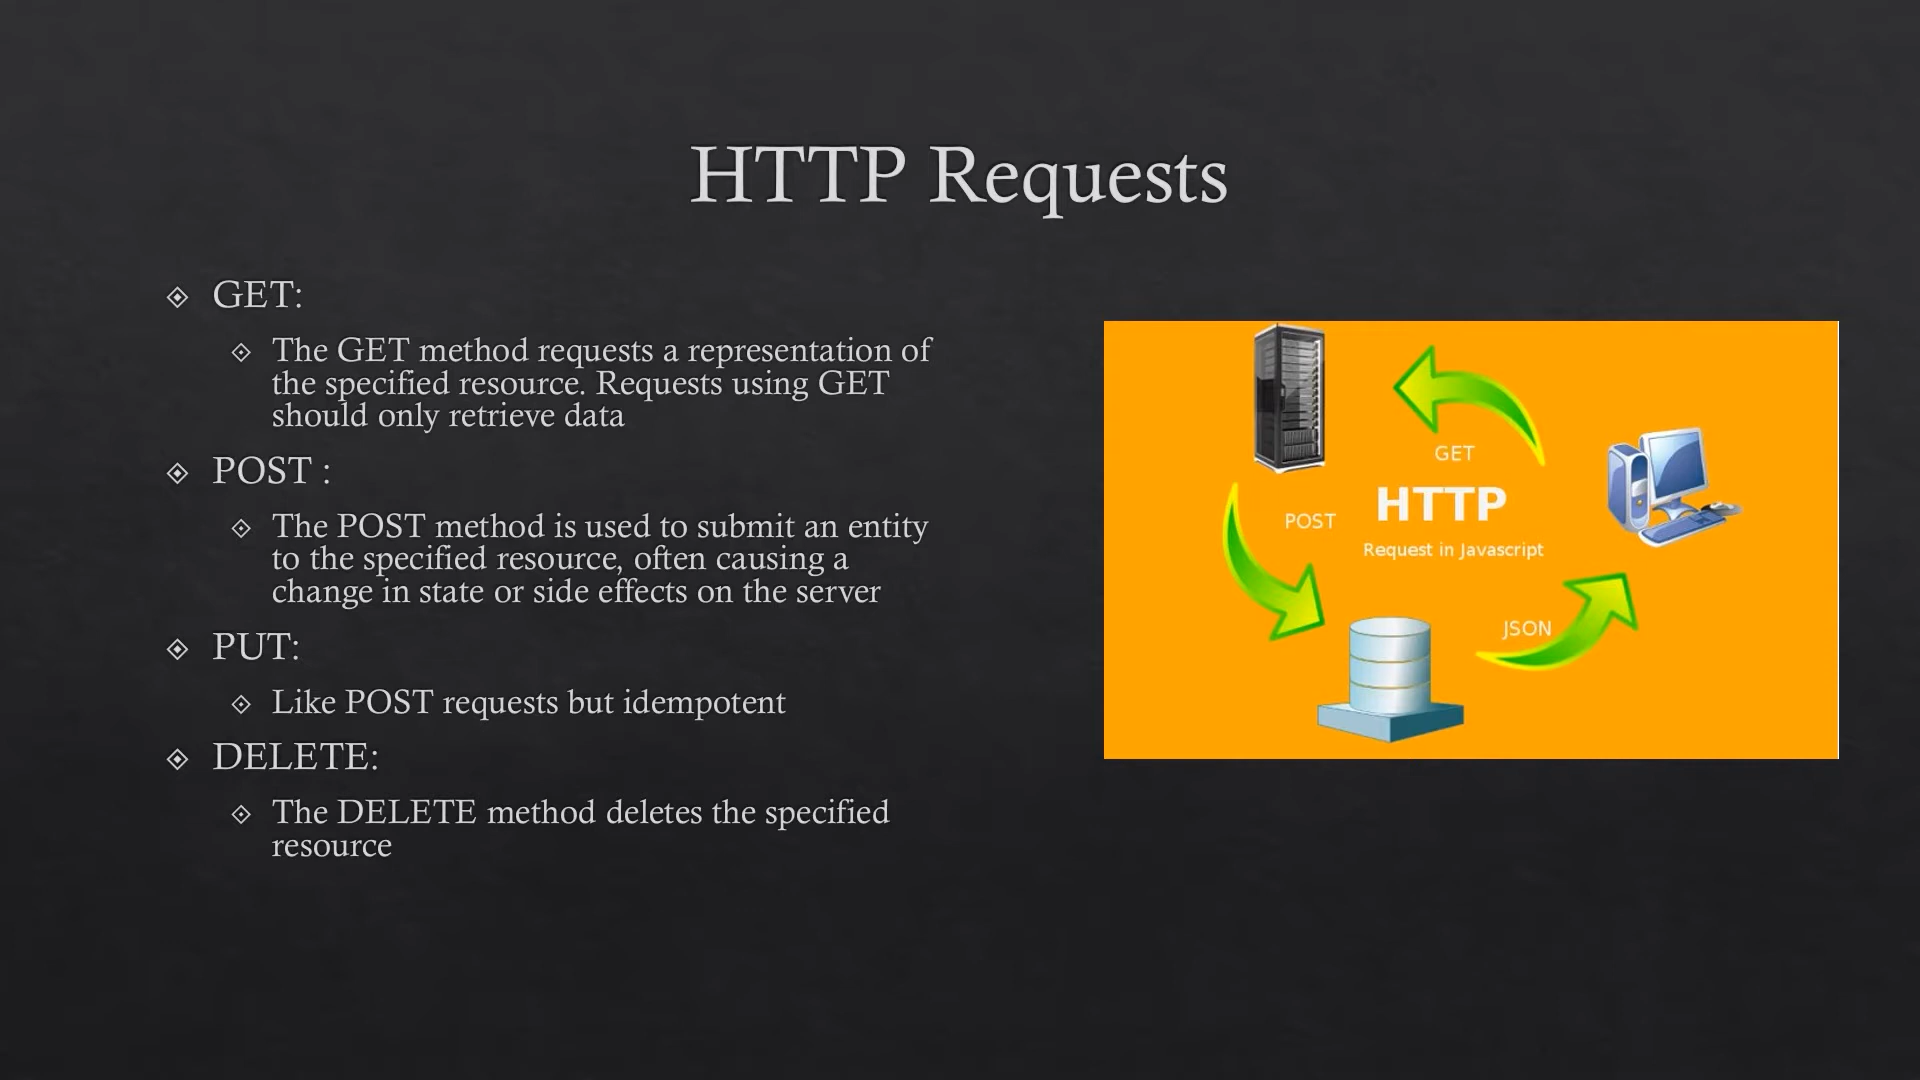 HTTP Requests
GET:
The GET method requests a representation of
the specified resource. Requests using GET
should only retrieve data
POST :
The POST method is used to submit an entity
to the specified resource, often causing a
change in state or side effects on the server
PUT:
Like POST requests but idempotent
DELETE:
The DELETE method deletes the specified
resource
GET
HTTP
POST
Request in Javascript
JSON